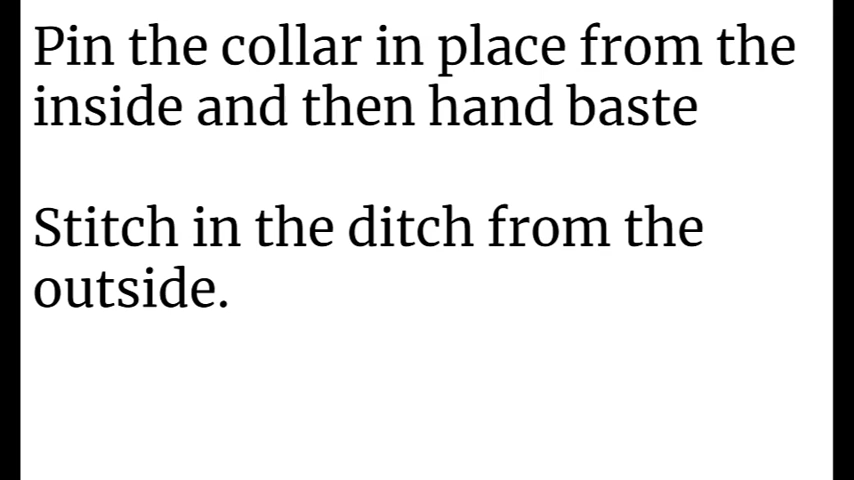 Pin the collar in place from the
inside and then hand baste
Stitch in the ditch from the
outside.